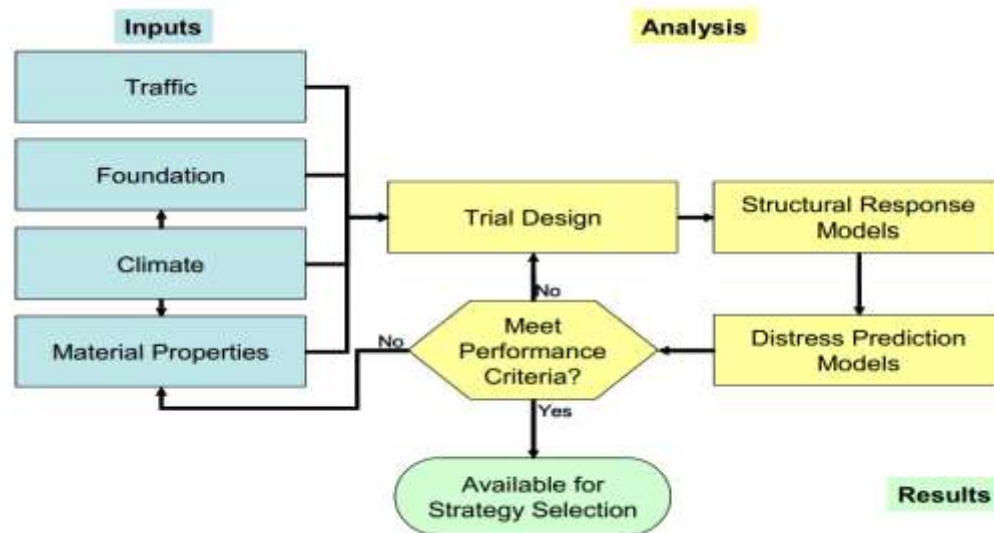 Inputs
Analysis
Traffic
Foundation
Climate
Material Properties
Trial Design
Structural Response
Models
No
No
Meet
Performance
Criteria?
Distress Prediction
Models
Yes
Available for
Strategy Selection
Results